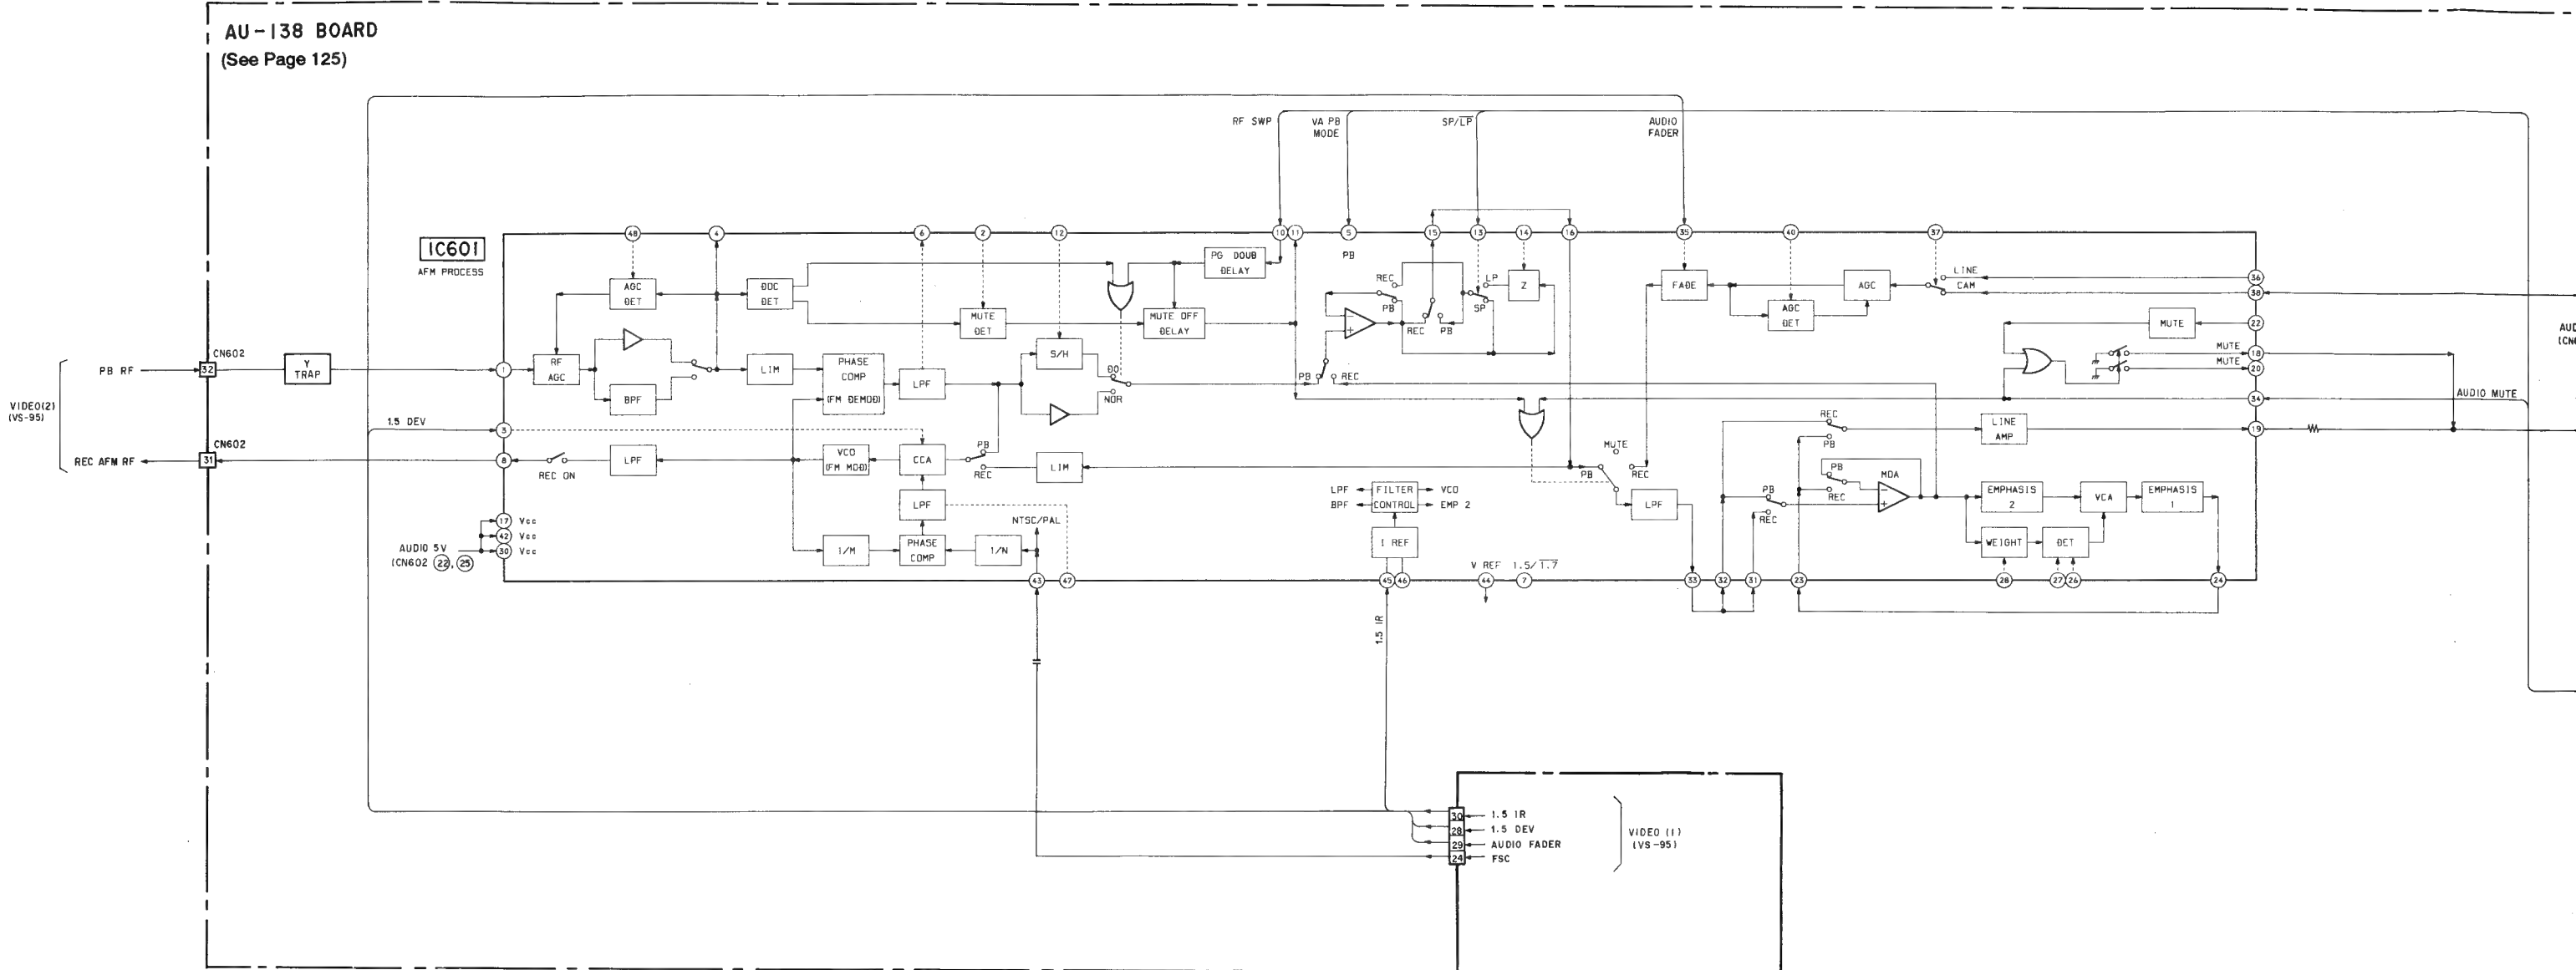 AU-138 BOARD
(See Page 125)
RF SWP
VA PB
MODE
SP/LP
AUDIO
FADER
IC601
AFM PROCESS
48
4
6
2
12
10
11
5
15
13
14
16
35
40
37
PB
PG DOUB
DELAY
AGC
DET
DOC
DET
MUTE
DET
MUTE OFF
DELAY
REC
PB
LP
SP
Z
REC
PB
FADE
AGC
DET
AGC
LINE
CAM
36
38
MUTE
22
MUTE
18
MUTE
20
34
AUDIO MUTE
19
VIDEO(2)
(VS-95)
PB RF
CN602
32
Y
TRAP
1
RF
AGC
BPF
LIM
PHASE
COMP
(FM DEMOD)
LPF
S/H
DO
NOR
PB
REC
1.5 DEV
3
REC AFM RF
CN602
31
8
REC ON
LPF
VCO
(FM MOD)
CCA
PB
REC
LIM
LPF
MUTE
PB
REC
LPF
REC
PB
LINE
AMP
PB
REC
MDA
PB
REC
EMPHASIS
2
VCA
EMPHASIS
1
WEIGHT
DET
LPF
BPF
FILTER
CONTROL
VCO
EMP 2
I REF
AUDIO 5V
(CN602 22, 25)
17 Vcc
42 Vcc
30 Vcc
1/M
PHASE
COMP
1/N
NTSC/PAL
V REF
1.5/1.7
43
47
45
46
44
7
33
32
31
23
28
27
26
24
1.5 IR
30
1.5 IR
28
1.5 DEV
29
AUDIO FADER
24
FSC
VIDEO (1)
(VS-95)